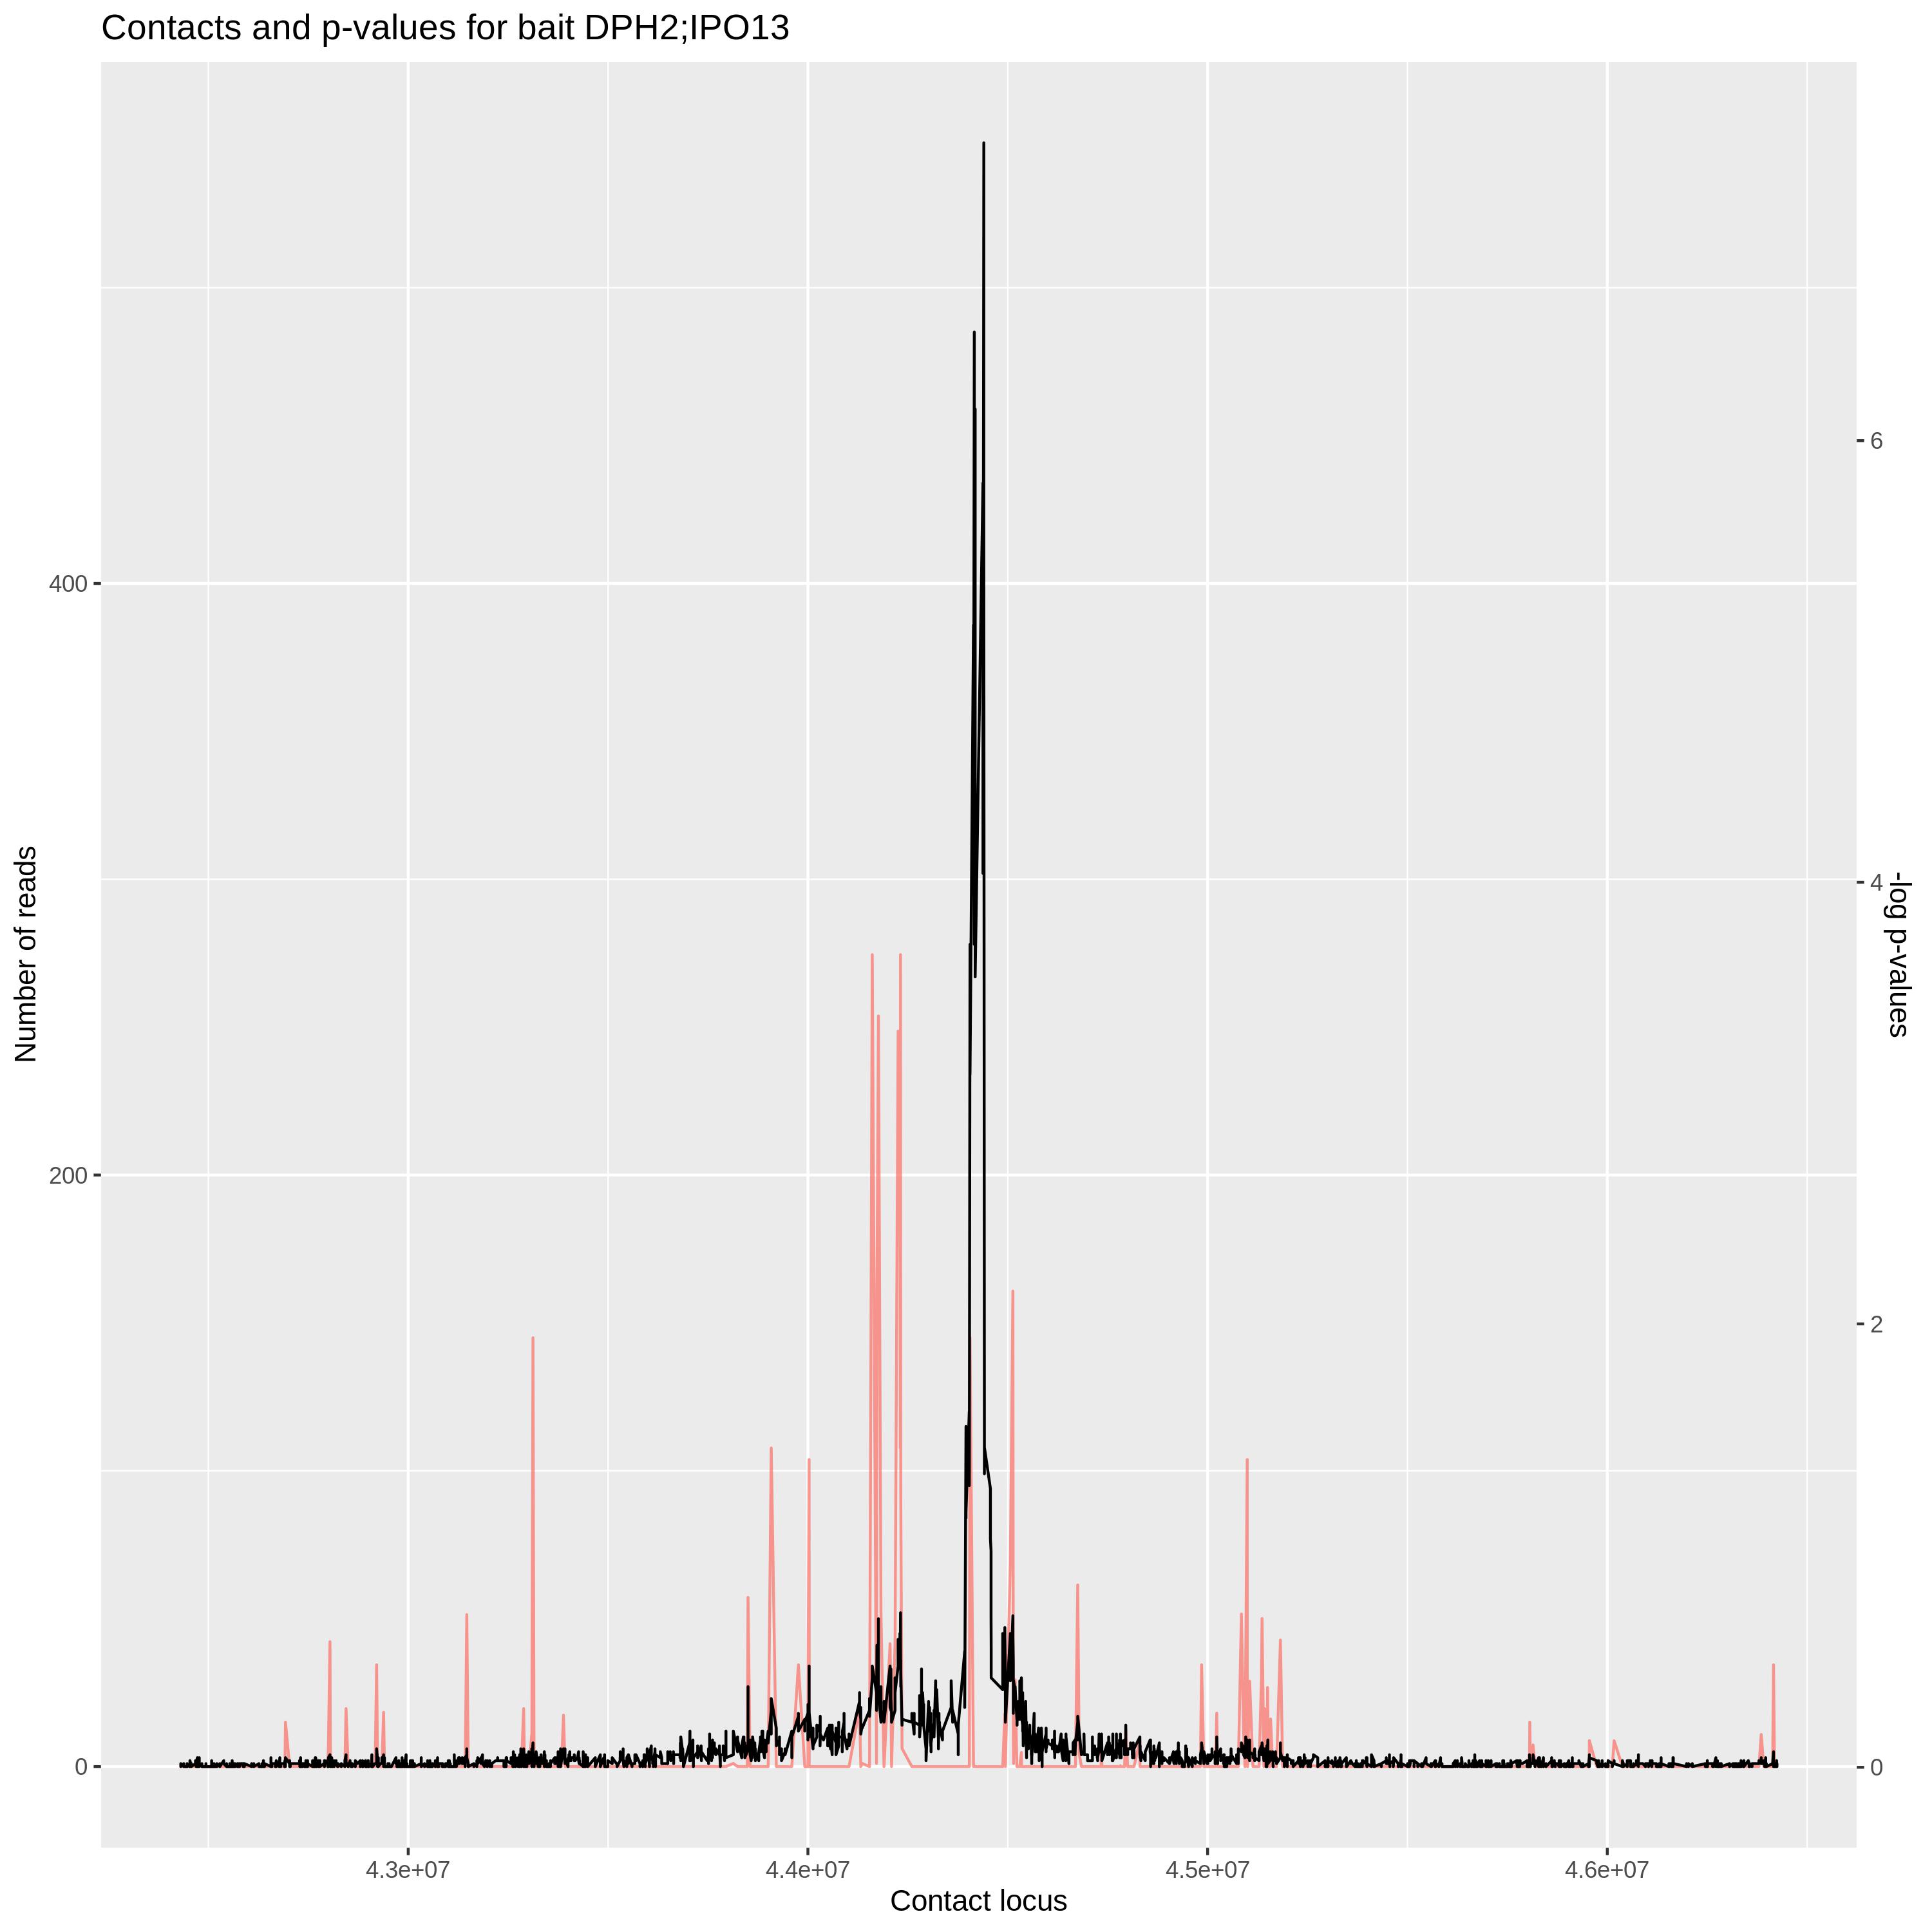 Contacts and p-values for bait DPH2;IPO13
400
200
0
Number of reads
6
4
2
0
-log p-values
4.3e+07
4.4e+07
4.5e+07
4.6e+07
Contact locus